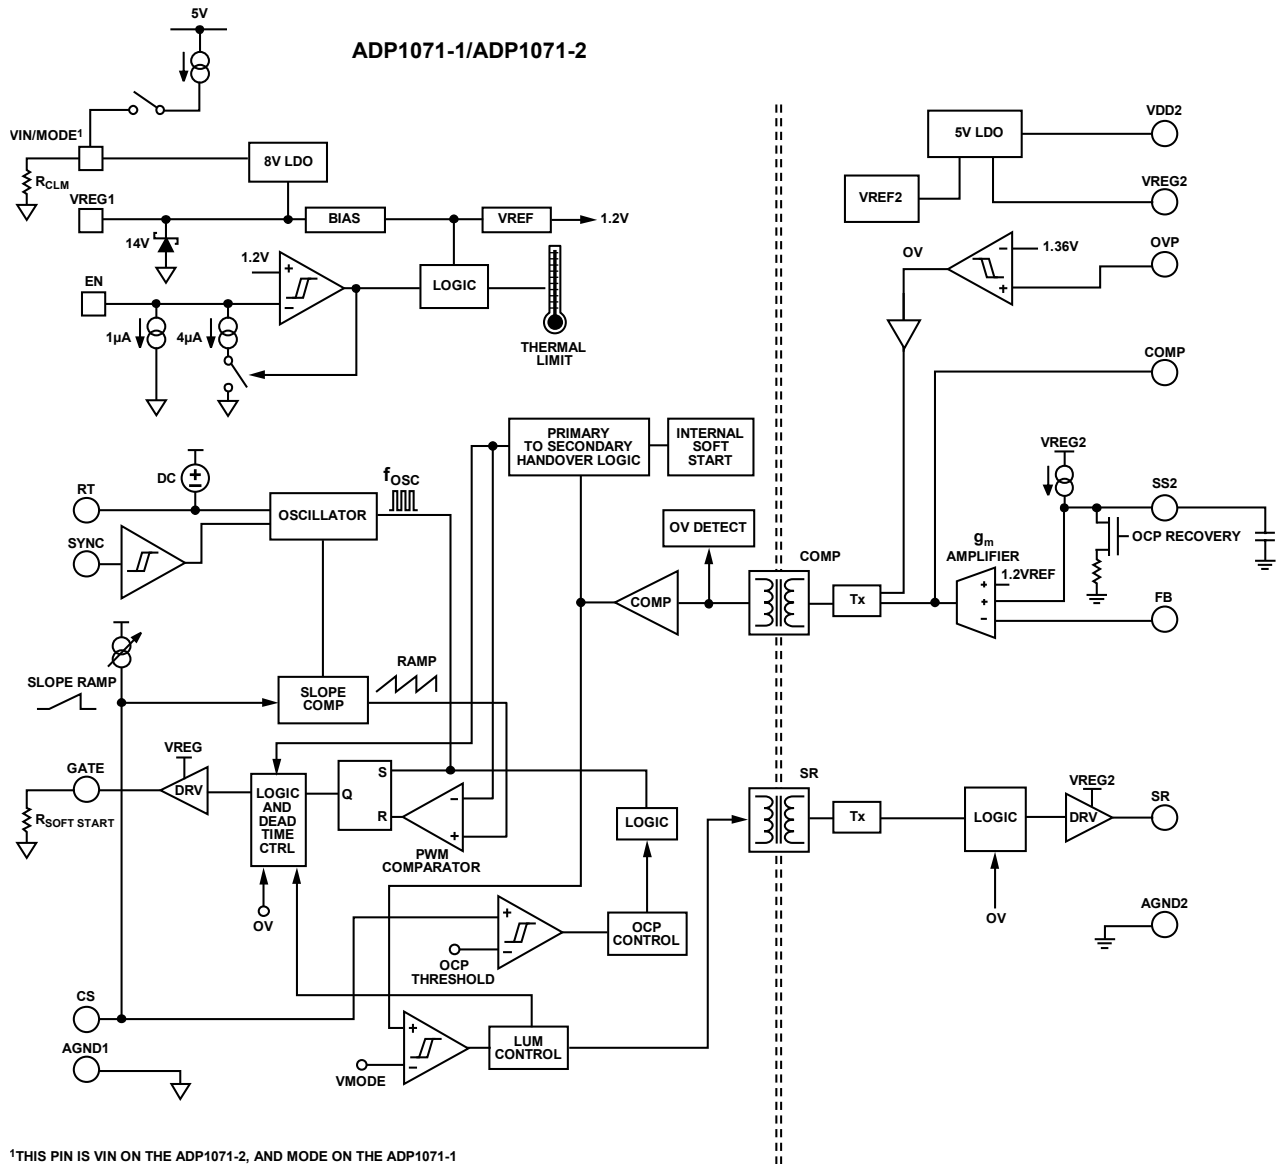 5V
ADP1071-1/ADP1071-2
VIN/MODE1
RCLM
8V LDO
VREG1
BIAS
VREF
1.2V
14V
1.2V
+
−
LOGIC
EN
1µA
4µA
THERMAL
LIMIT
5V LDO
VDD2
VREF2
VREG2
OV
−
1.36V
+
OVP
COMP
PRIMARY
TO SECONDARY
HANDOVER LOGIC
INTERNAL
SOFT
START
DC
+
−
RT
OSCILLATOR
fOSC
SYNC
OV DETECT
COMP
COMP
Tx
VREG2
SS2
OCP RECOVERY
gm
AMPLIFIER
+
1.2VREF
+
−
FB
SLOPE RAMP
SLOPE
COMP
RAMP
GATE
VREG
DRV
RSOFT START
LOGIC
AND
DEAD
TIME
CTRL
S
Q
R
−
+
PWM
COMPARATOR
LOGIC
SR
Tx
LOGIC
VREG2
DRV
SR
OV
OV
+
−
OCP
THRESHOLD
OCP
CONTROL
AGND2
CS
+
−
LUM
CONTROL
AGND1
VMODE
1THIS PIN IS VIN ON THE ADP1071-2, AND MODE ON THE ADP1071-1